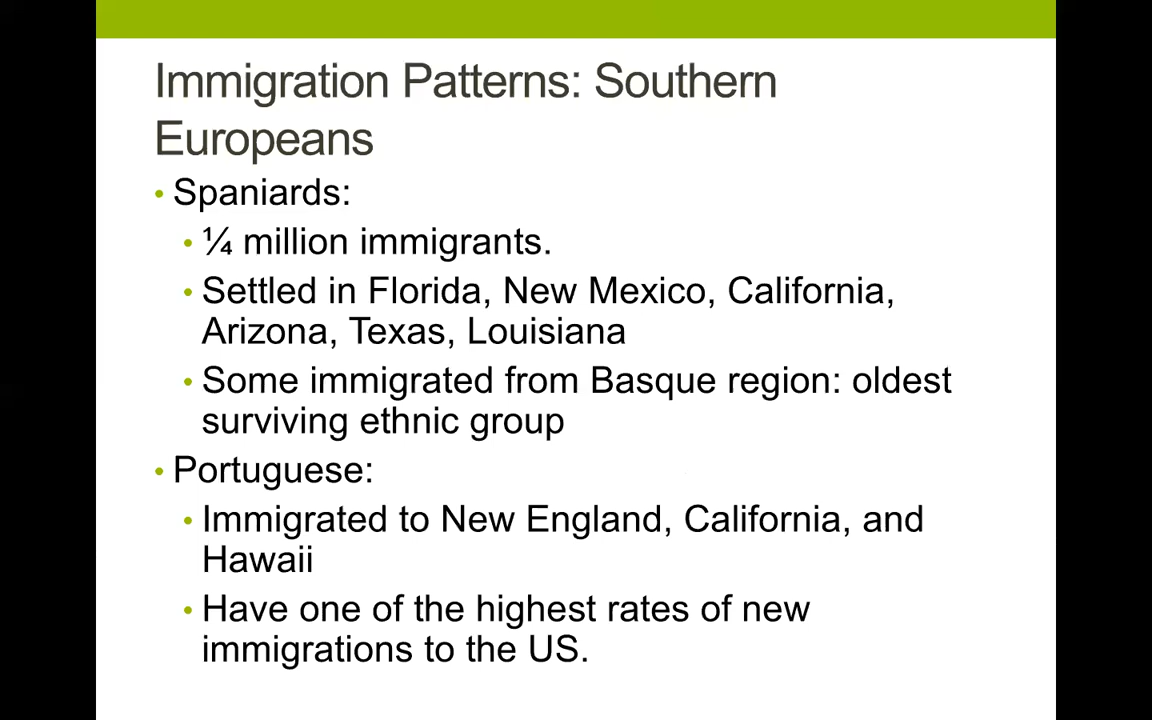 Immigration Patterns: Southern
Europeans
• Spaniards:
• ¼ million immigrants.
• Settled in Florida, New Mexico, California,
Arizona, Texas, Louisiana
• Some immigrated from Basque region: oldest
surviving ethnic group
• Portuguese:
• Immigrated to New England, California, and
Hawaii
• Have one of the highest rates of new
immigrations to the US.